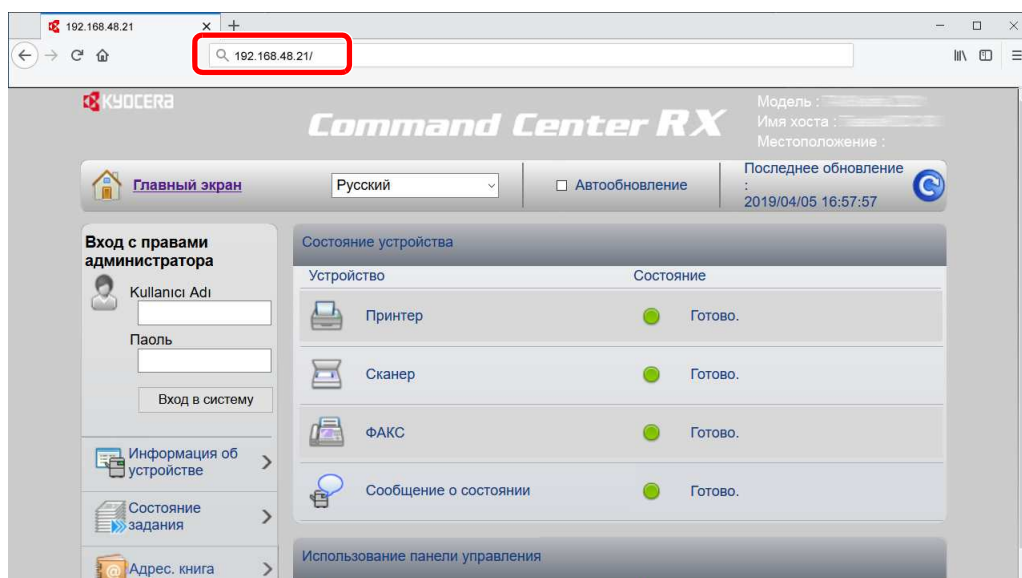 192.168.48.21
192.168.48.21/
KYOCERA
Command Center RX
Модель :
Имя хоста :
Местоположение :
Главный экран
Русский
Автообновление
Последнее обновление
:
2019/04/05 16:57:57
Вход с правами
администратора
Kullanıcı Adı
Паоль
Вход в систему
Информация об
устройстве
Состояние
задания
Адрес. книга
Состояние устройства
Устройство Состояние
Принтер Готово.
Сканер Готово.
ФАКС Готово.
Сообщение о состоянии Готово.
Использование панели управления